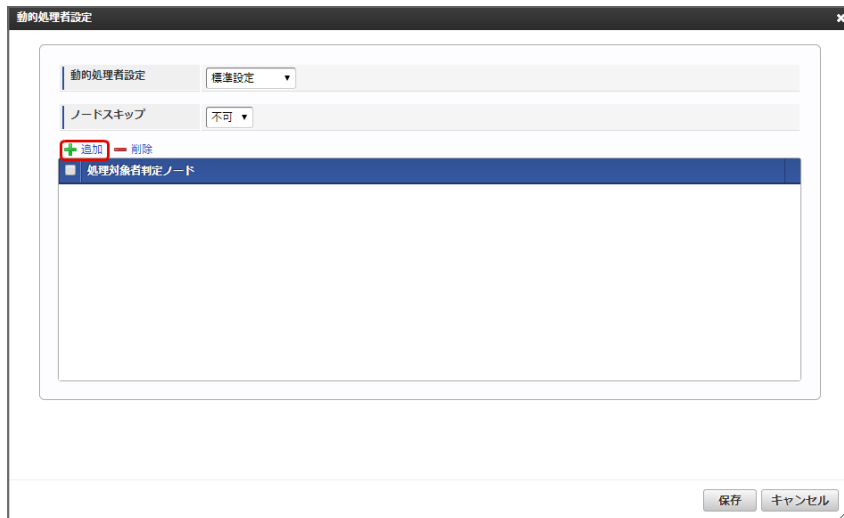 動的処理者設定
動的処理者設定 標準設定
ノードスキップ 不可
追加 削除
処理対象者判定ノード
保存 キャンセル